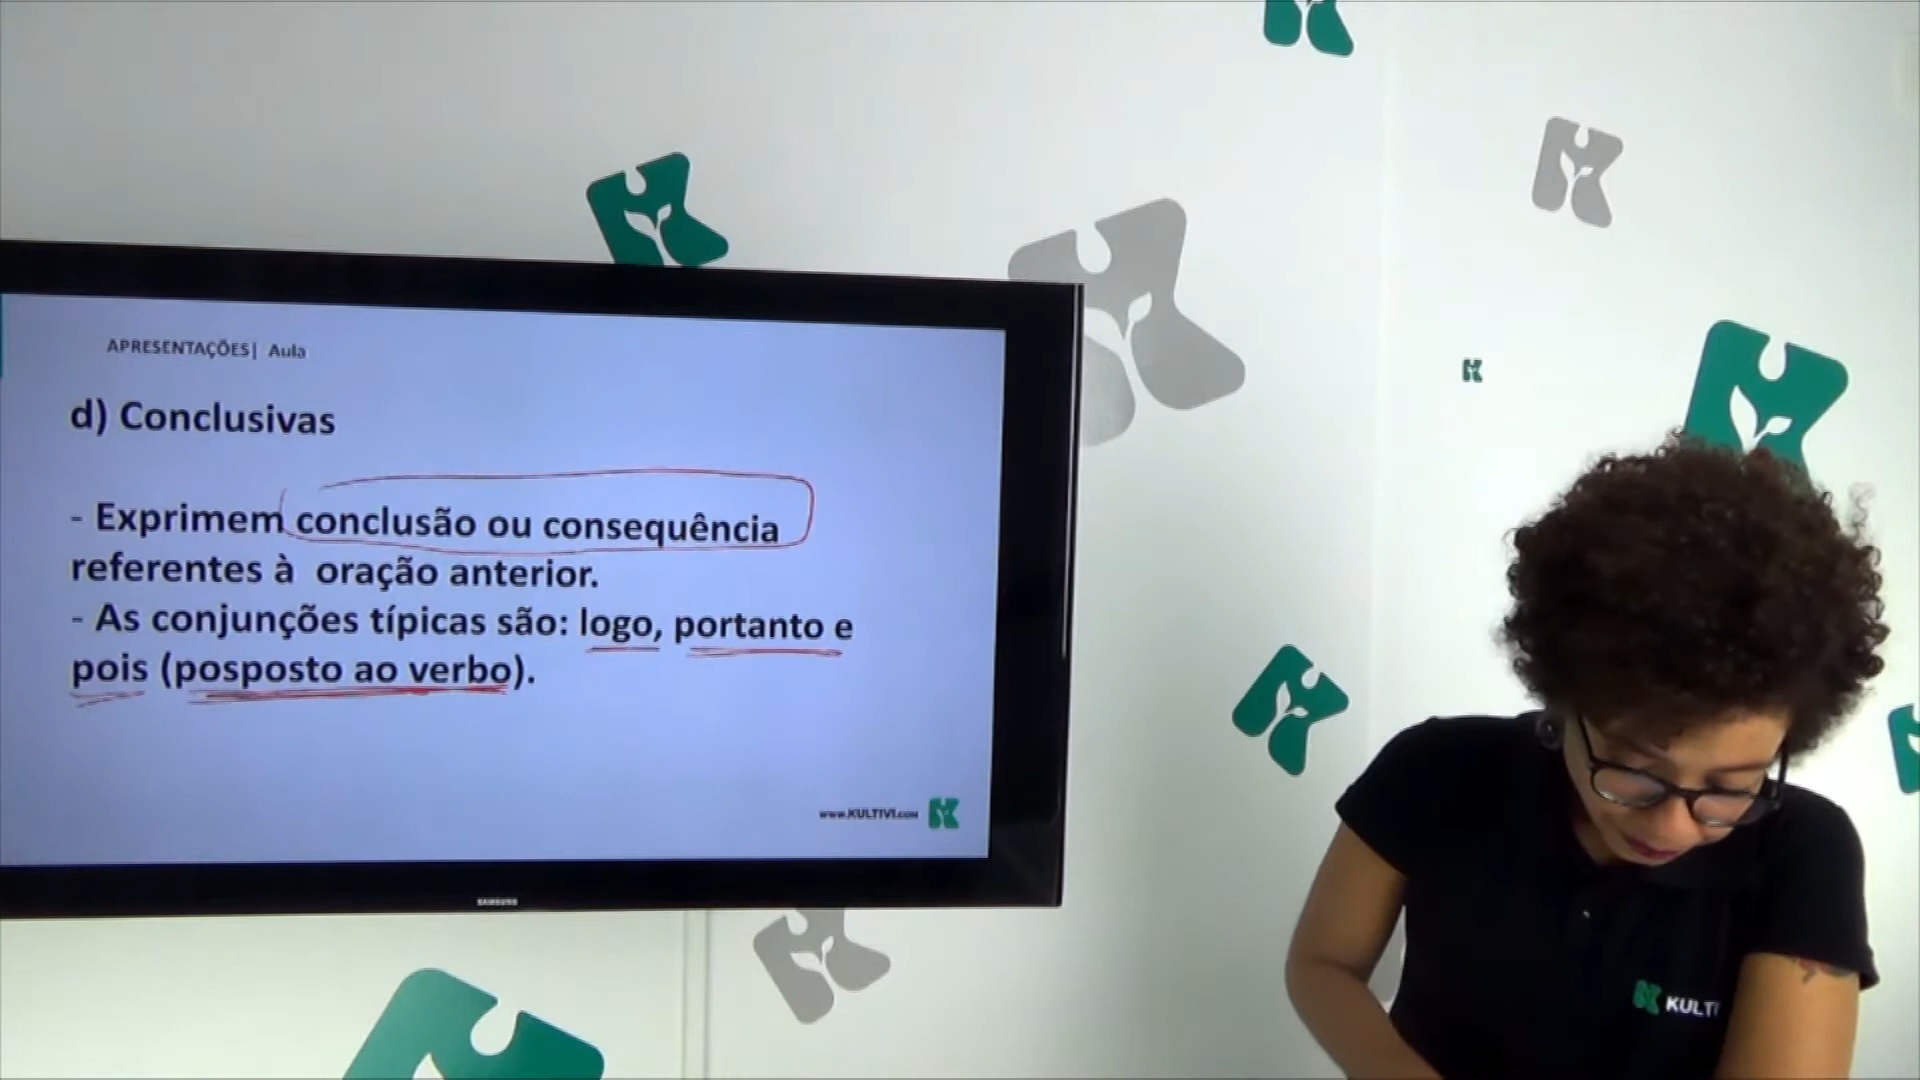 APRESENTAÇÕES| Aula
d) Conclusivas
- Exprimem conclusão ou consequência
referentes à oração anterior.
- As conjunções típicas são: logo, portanto e
pois (posposto ao verbo).
www.KULTIVI.COM
SAMSUNG
KULTI